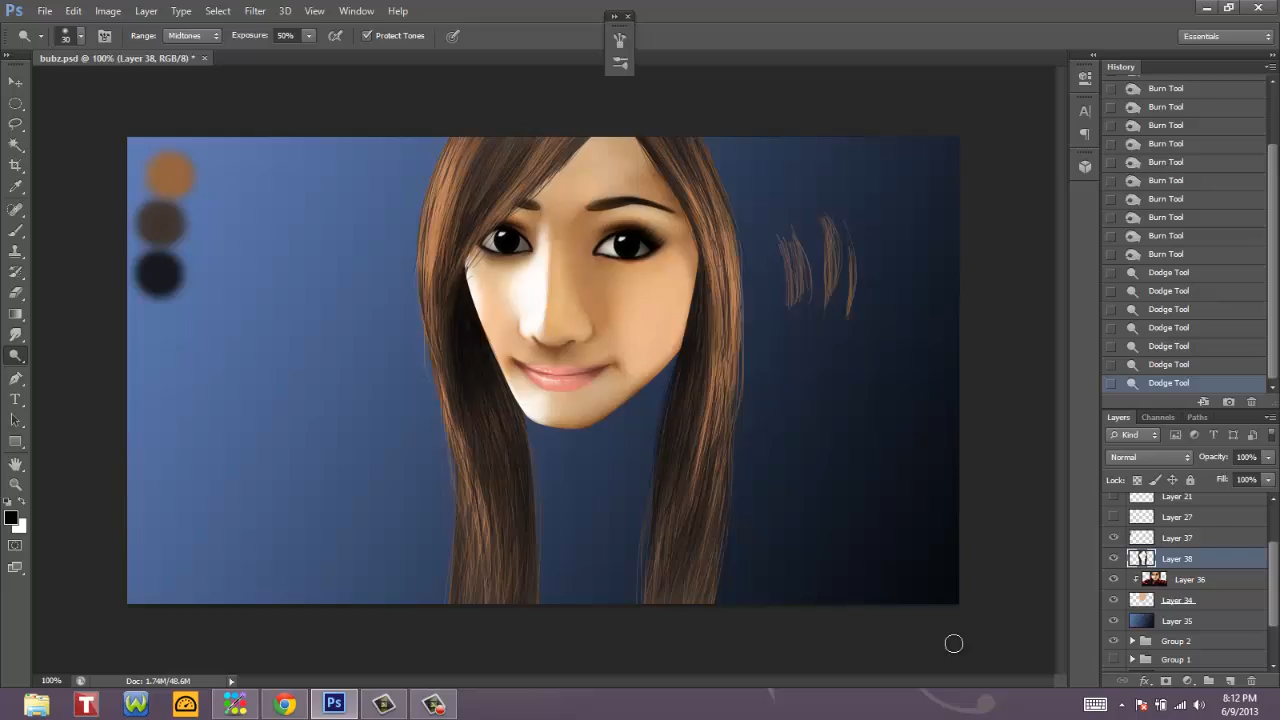 Ps File Edit Image Layer Type Select Filter 3D View Window Help
30 Range: Midtones Exposure: 50% Protect Tones Essentials
bubz.psd @ 100% (Layer 38, RGB/8) *
History
Burn Tool
Burn Tool
Burn Tool
Burn Tool
Burn Tool
Burn Tool
Burn Tool
Burn Tool
Burn Tool
Burn Tool
Dodge Tool
Dodge Tool
Dodge Tool
Dodge Tool
Dodge Tool
Dodge Tool
Dodge Tool
Layers Channels Paths
Kind
Normal Opacity: 100%
Lock: Fill: 100%
Layer 21
Layer 27
Layer 37
Layer 38
Layer 36
Layer 34
Layer 35
Group 2
Group 1
100% Doc: 1.74M/48.6M
8:12 PM
6/9/2013